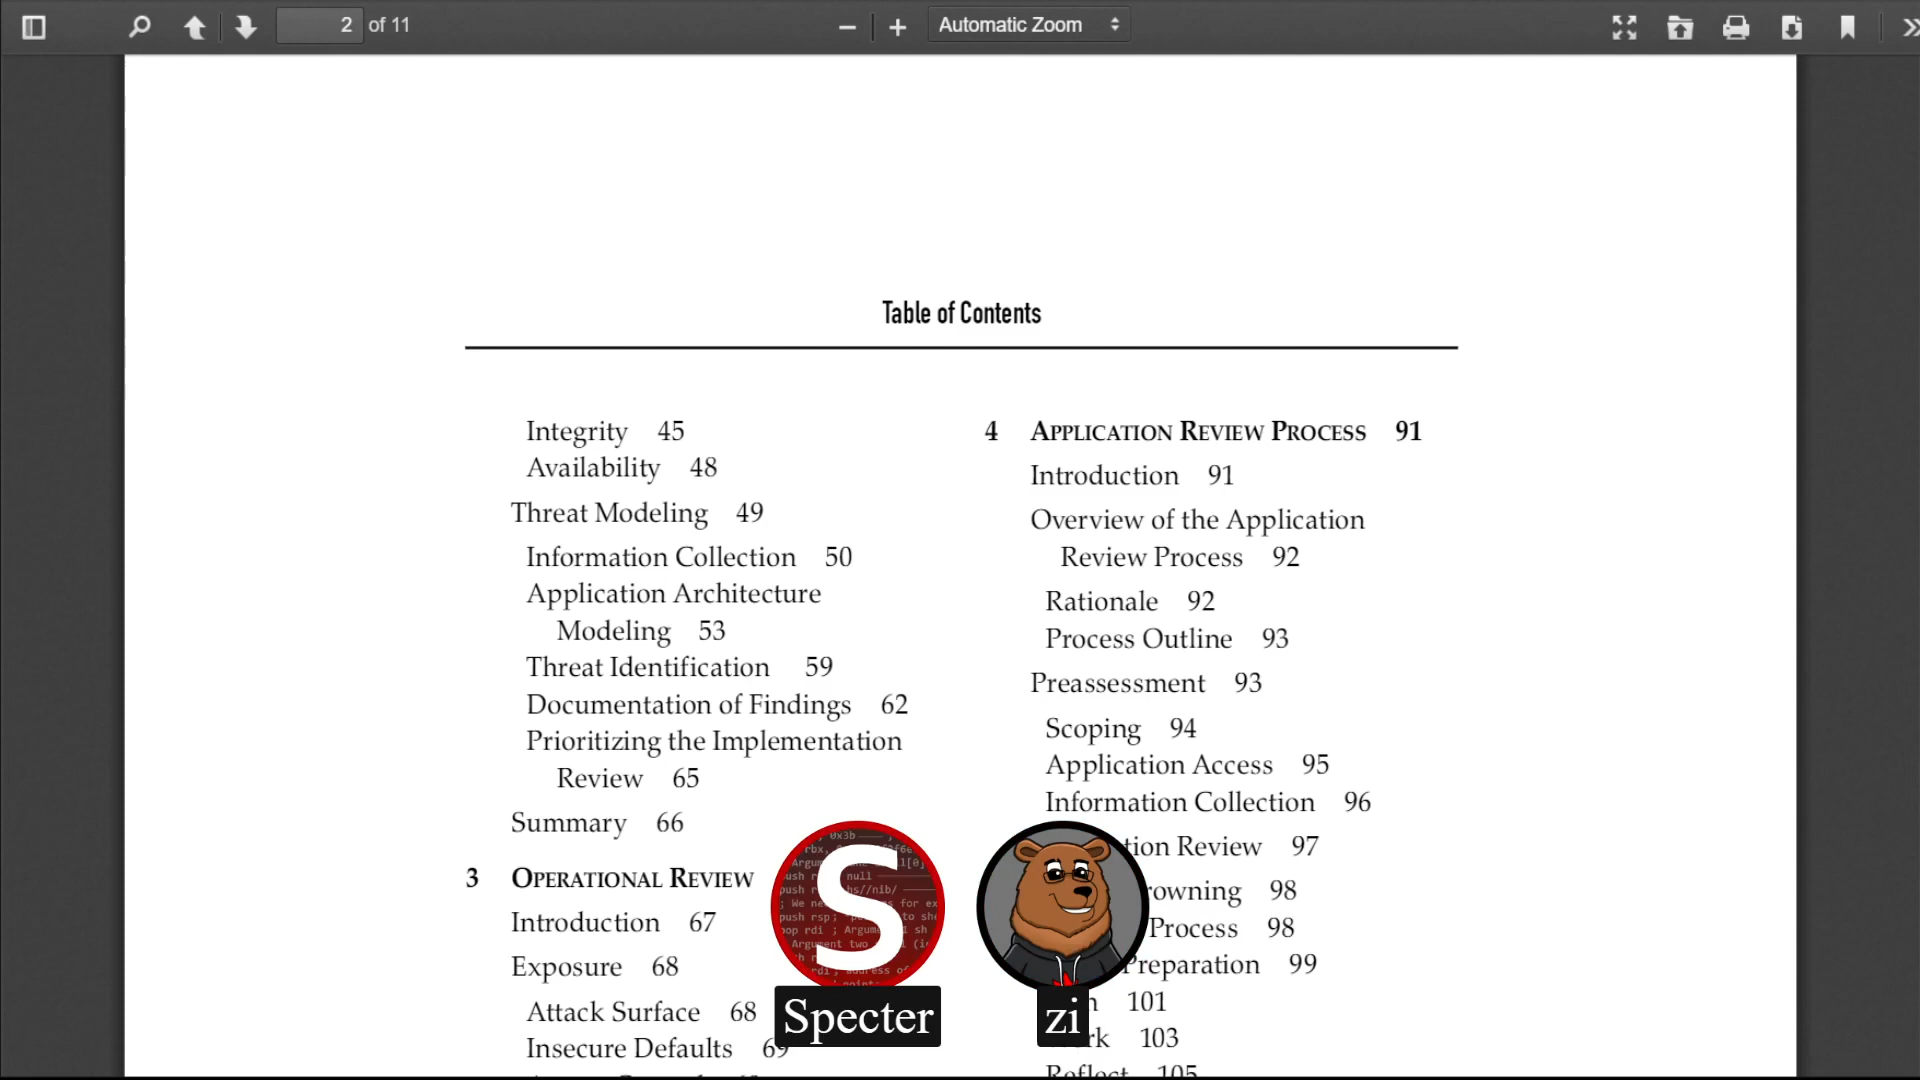 2 of 11
Automatic Zoom
Table of Contents
Integrity 45
Availability 48
Threat Modeling 49
Information Collection 50
Application Architecture
Modeling 53
Threat Identification 59
Documentation of Findings 62
Prioritizing the Implementation
Review 65
Summary 66
3 OPERATIONAL REVIEW
Introduction 67
Exposure 68
Attack Surface 68
Insecure Defaults 69
4 APPLICATION REVIEW PROCESS 91
Introduction 91
Overview of the Application
Review Process 92
Rationale 92
Process Outline 93
Preassessment 93
Scoping 94
Application Access 95
Information Collection 96
Review 97
98
Process 98
Preparation 99
101
103
Reflect 105
S
Specter
zi